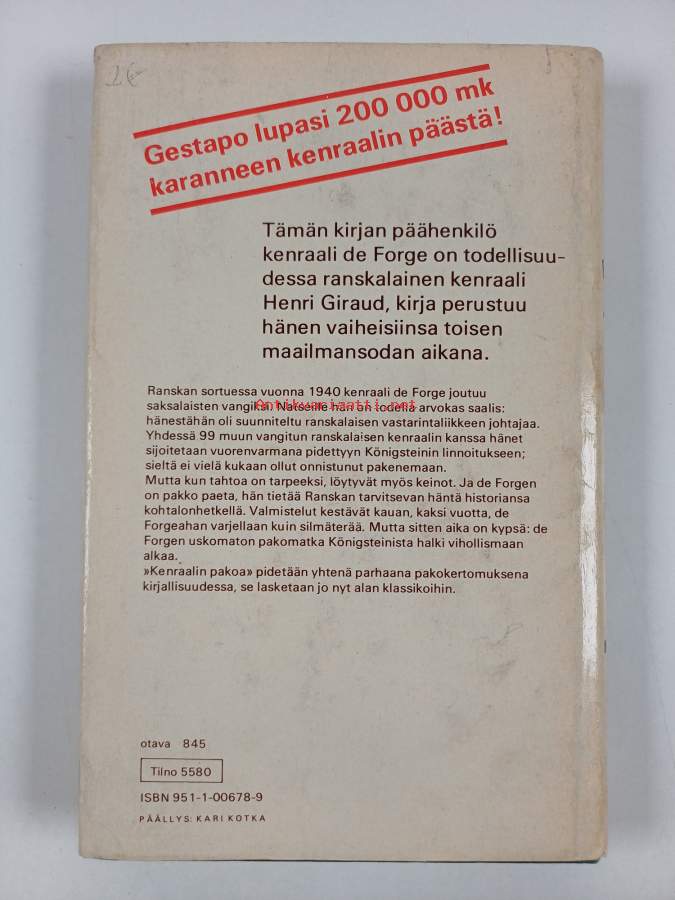 Gestapo lupasi 200 000 mk
karanneen kenraalin päästä!
Tämän kirjan päähenkilö
kenraali de Forge on todellisuu-
dessa ranskalainen kenraali
Henri Giraud, kirja perustuu
hänen vaiheisiinsa toisen
maailmansodan aikana.
Ranskan sortuessa vuonna 1940 kenraali de Forge joutuu
saksalaisten vangiksi. Natseille hän on todella arvokas saalis:
Antikvariaatti.net
hänestähän oli suunniteltu ranskalaisen vastarintaliikkeen johtajaa.
Yhdessä 99 muun vangitun ranskalaisen kenraalin kanssa hänet
sijoitetaan vuorenvarmana pidettyyn Königsteinin linnoitukseen;
sieltä ei vielä kukaan ollut onnistunut pakenemaan.
Mutta kun tahtoa on tarpeeksi, löytyvät myös keinot. Ja de Forgen
on pakko paeta, hän tietää Ranskan tarvitsevan häntä historiansa
kohtalonhetkellä. Valmistelut kestävät kauan, kaksi vuotta, de
Forgeahan varjellaan kuin silmäterää. Mutta sitten aika on kypsä: de
Forgen uskomaton pakomatka Königsteinista halki vihollismaan
alkaa.
»Kenraalin pakoa» pidetään yhtenä parhaana pakokertomuksena
kirjallisuudessa, se lasketaan jo nyt alan klassikoihin.
otava 845
Tilno 5580
ISBN 951-1-00678-9
PÄÄLLYS: KARI KOTKA